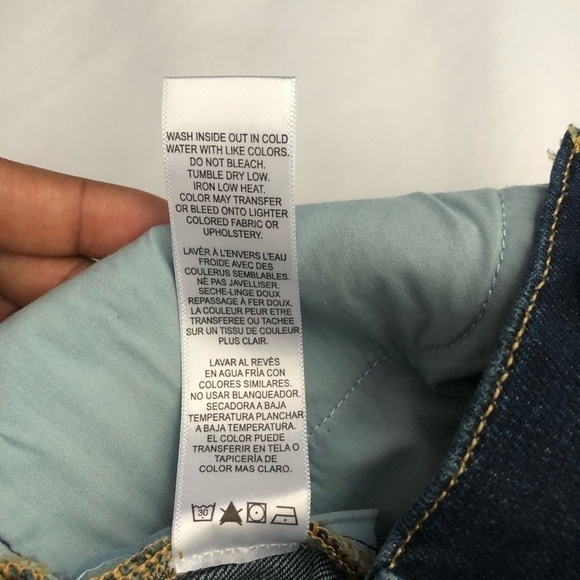 WASH INSIDE OUT IN COLD
WATER WITH LIKE COLORS.
DO NOT BLEACH.
TUMBLE DRY LOW.
IRON LOW HEAT.
COLOR MAY TRANSFER
OR BLEED ONTO LIGHTER
COLORED FABRIC OR
UPHOLSTERY.
LAVÉR À L'ENVERS L'EAU
FROIDE AVEC DES
COULERUS SEMBLABLES.
NÉ PAS JAVELLISER.
SECHE-LINGE DOUX
REPASSAGE À FER DOUX.
LA COULEUR PEUR ETRE
TRANSFEREE OU TACHEE
SUR UN TISSU DE COULEUR
PLUS CLAIR.
LAVAR AL REVÉS
EN AGUA FRÍA CON
COLORES SIMILARES.
NO USAR BLANQUEADOR.
SECADORA A BAJA
TEMPERATURA PLANCHAR
A BAJA TEMPERATURA.
EL COLOR PUEDE
TRANSFERIR EN TELA O
TAPICERÍA DE
COLOR MAS CLARO.
30